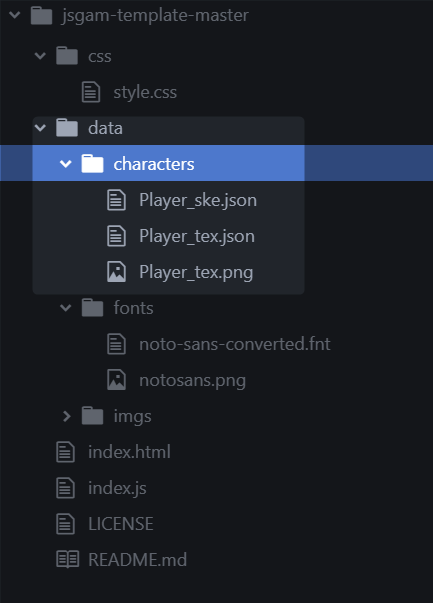 jsgam-template-master
css
style.css
data
characters
Player_ske.json
Player_tex.json
Player_tex.png
fonts
noto-sans-converted.fnt
notosans.png
imgs
index.html
index.js
LICENSE
README.md